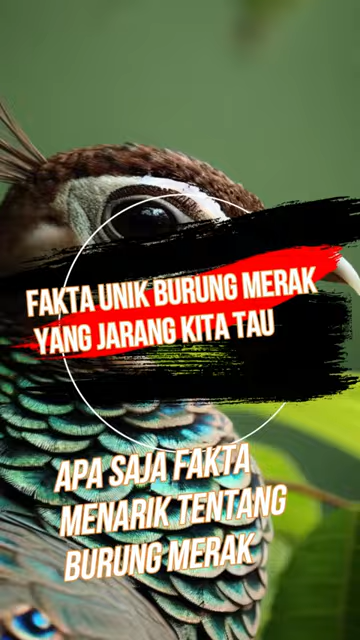 FAKTA UNIK BURUNG MERAK
YANG JARANG KITA TAU
APA SAJA FAKTA
MENARIK TENTANG
BURUNG MERAK